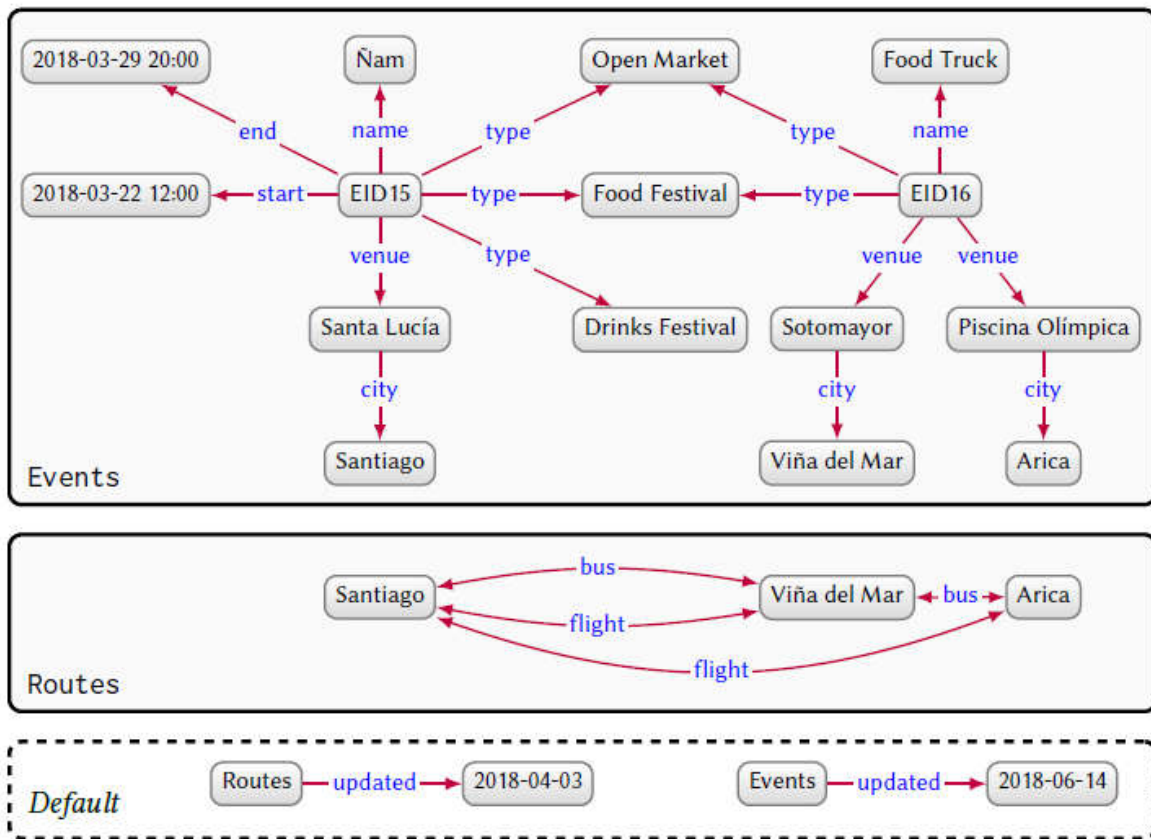 2018-03-29 20:00 Ñam Open Market Food Truck
end name type type name
2018-03-22 12:00 start EID15 type Food Festival type EID16
venue type venue venue
Santa Lucía Drinks Festival Sotomayor Piscina Olímpica
city city city
Santiago Viña del Mar Arica
Events
bus
Santiago Viña del Mar bus Arica
flight
flight
Routes
Routes updated 2018-04-03 Events updated 2018-06-14
Default